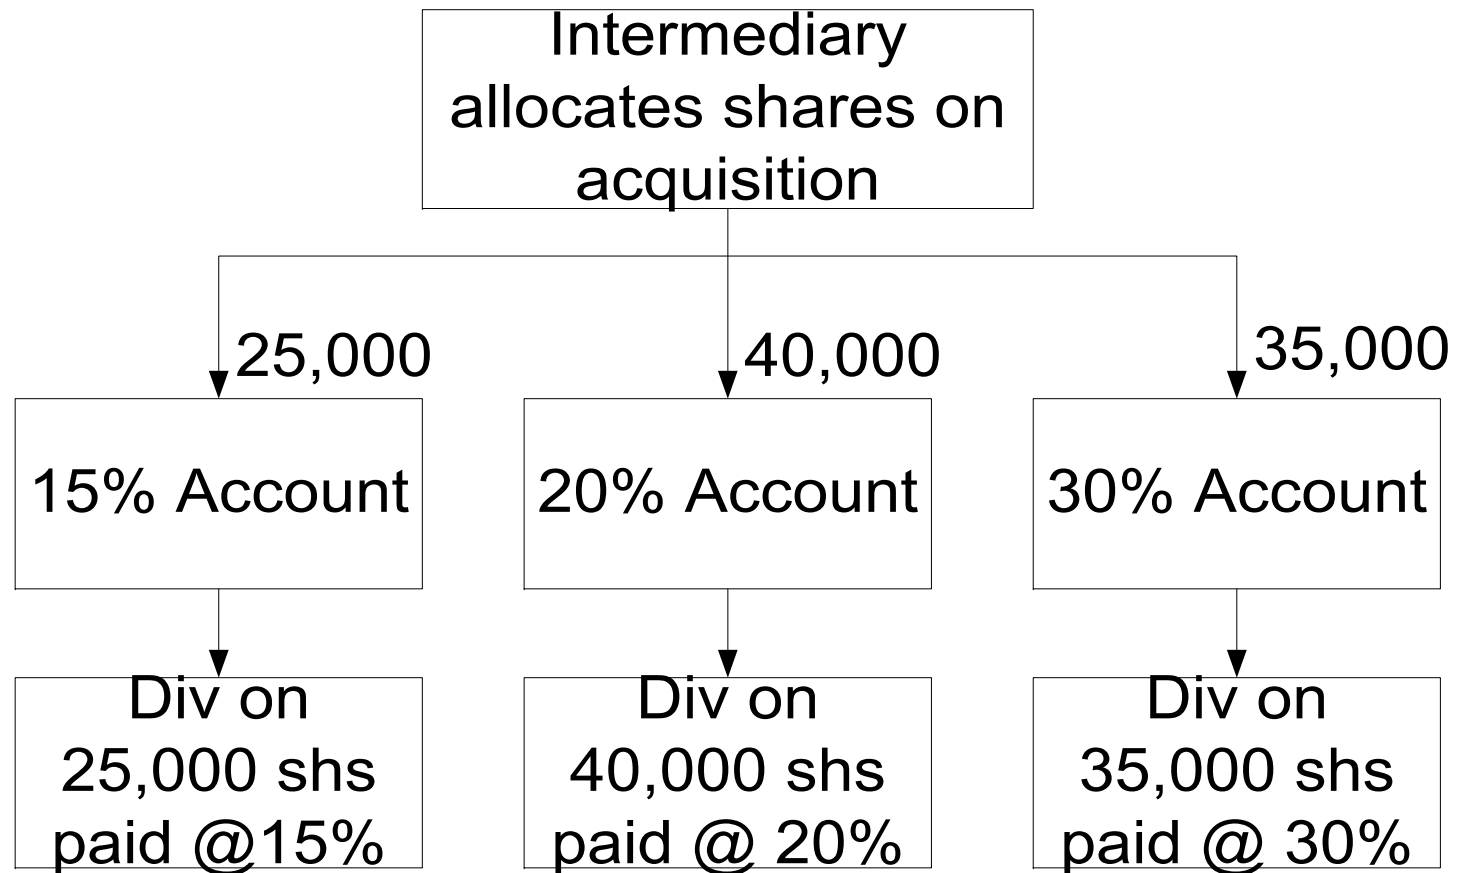 Intermediary
allocates shares on
acquisition
25,000
40,000
35,000
15% Account
20% Account
30% Account
Div on
25,000 shs
paid @15%
Div on
40,000 shs
paid @ 20%
Div on
35,000 shs
paid @ 30%